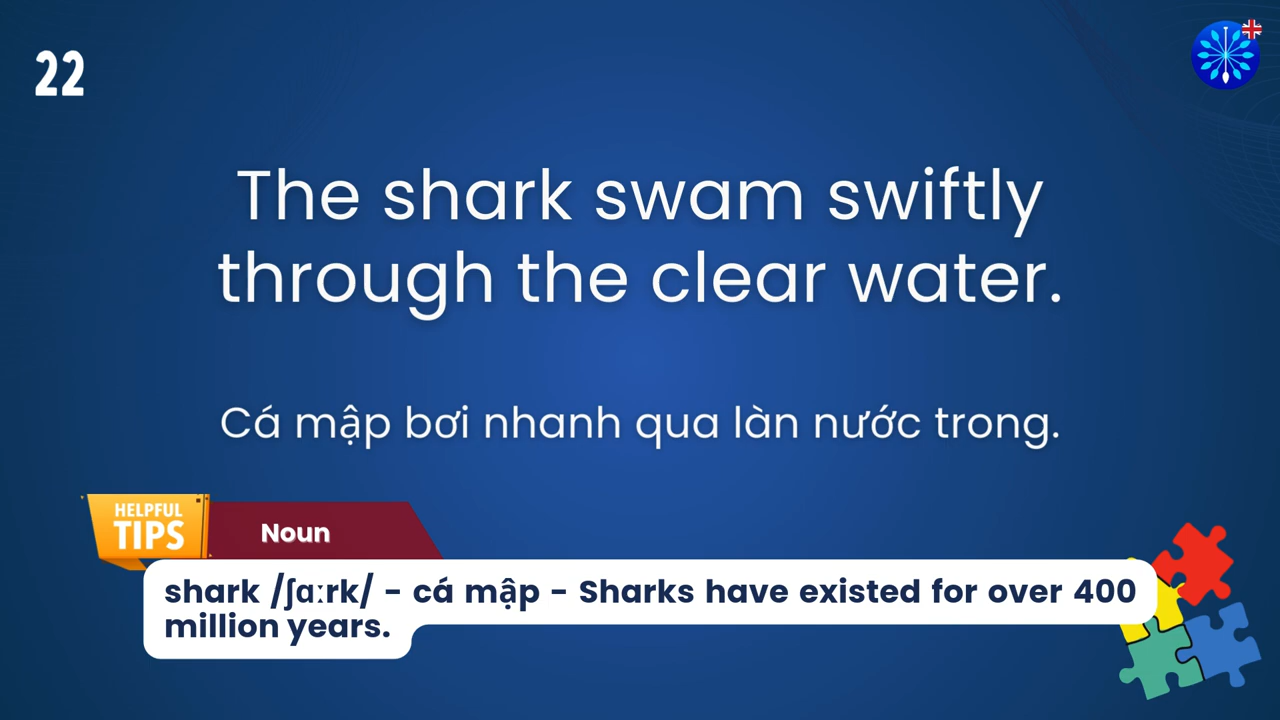 22
The shark swam swiftly
through the clear water.
Cá mập bơi nhanh qua làn nước trong.
HELPFUL
TIPS
Noun
shark /ʃɑːrk/ - cá mập - Sharks have existed for over 400
million years.